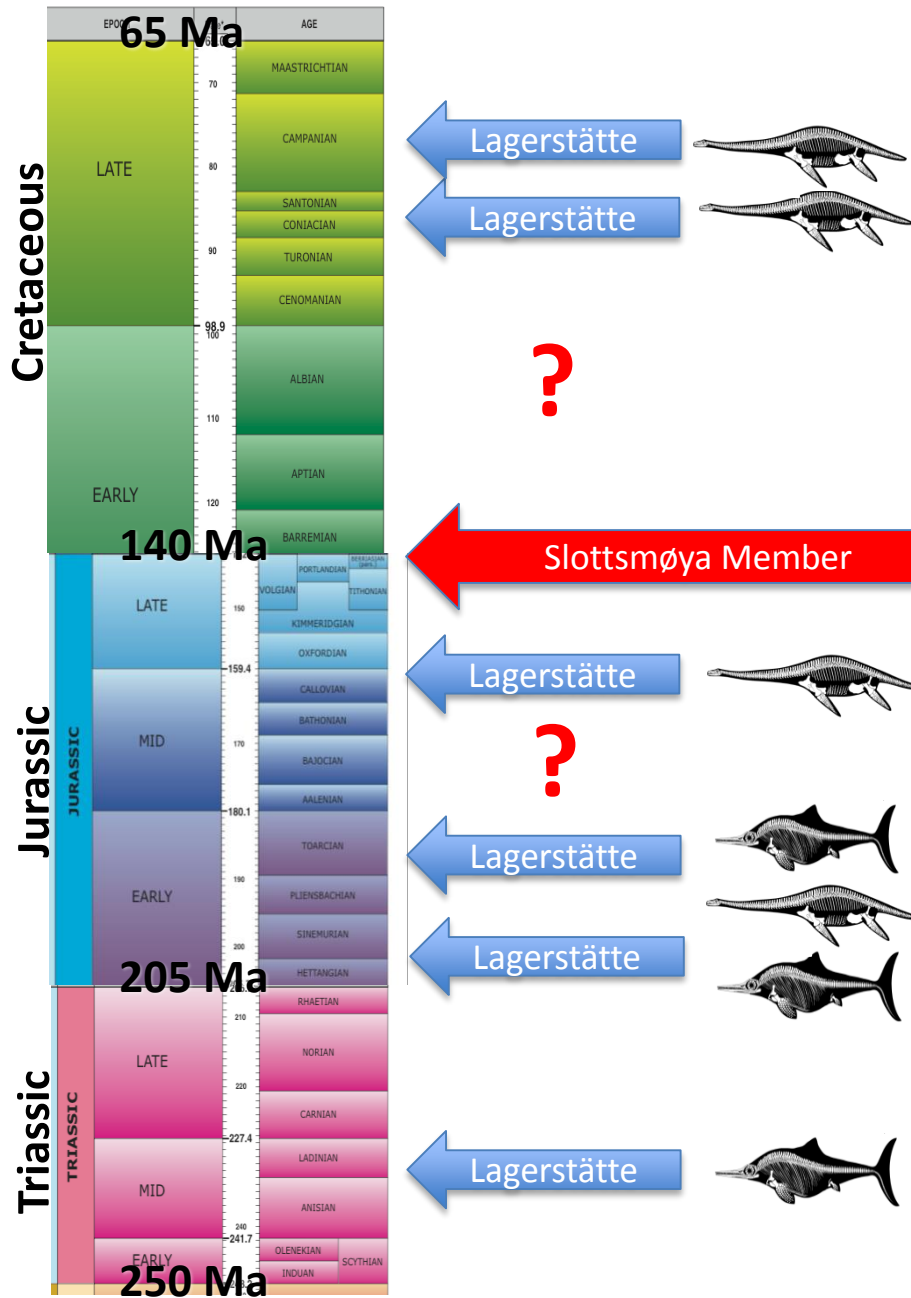 EPOCH 65 Ma AGE
MAASTRICHTIAN
70
CAMPANIAN
Lagerstätte
80
LATE
SANTONIAN
Lagerstätte
CONIACIAN
90
TURONIAN
CENOMANIAN
Cretaceous
98.9
100
ALBIAN
?
110
APTIAN
EARLY
120
BARREMIAN
140 Ma
Slottsmøya Member
BERRIASIAN
PORTLANDIAN
VOLGIAN
TITHONIAN
LATE
150
KIMMERIDGIAN
OXFORDIAN
159.4
Lagerstätte
CALLOVIAN
BATHONIAN
MID
170
?
BAJOCIAN
Jurassic
JURASSIC
AALENIAN
180.1
TOARCIAN
Lagerstätte
190
PLIENSBACHIAN
EARLY
SINEMURIAN
200
Lagerstätte
HETTANGIAN
205 Ma
RHAETIAN
210
NORIAN
LATE
220
CARNIAN
227.4
Triassic
TRIASSIC
LADINIAN
Lagerstätte
MID
ANISIAN
240
241.7
OLENEKIAN
SCYTHIAN
EARLY
INDUAN
250 Ma